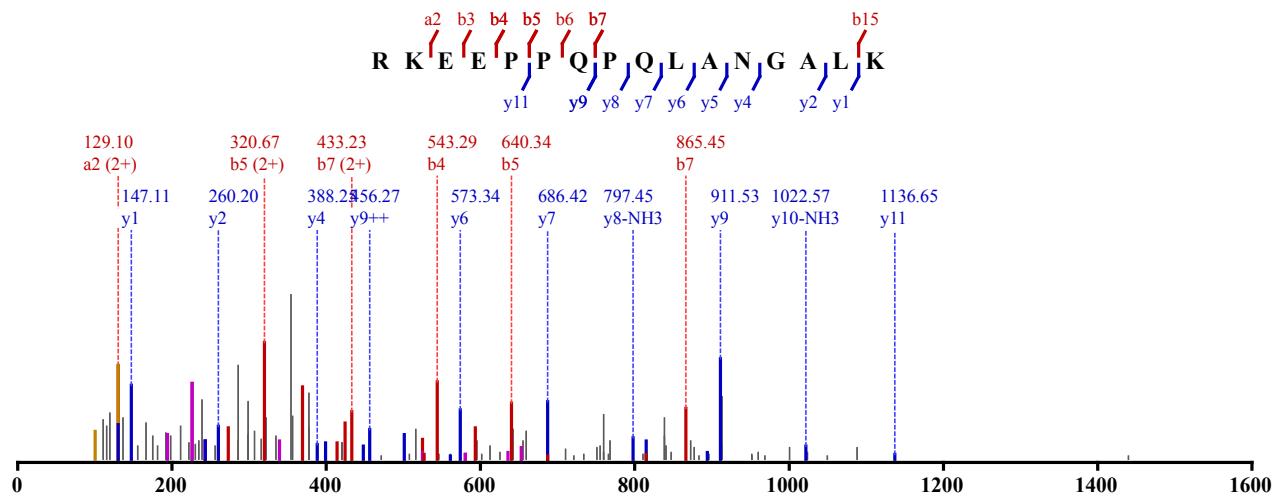 a2 b3 b4 b5 b6 b7 b15
R K E E P P Q P Q L A N G A L K
y11 y9 y8 y7 y6 y5 y4 y2 y1
129.10 320.67 433.23 543.29 640.34 865.45
a2 (2+) b5 (2+) b7 (2+) b4 b5 b7
147.11 260.20 456.27 573.34 686.42 797.45 911.53 1022.57 1136.65
y1 y2 y4 y9++ y6 y7 y8-NH3 y9 y10-NH3 y11
0 200 400 600 800 1000 1200 1400 1600